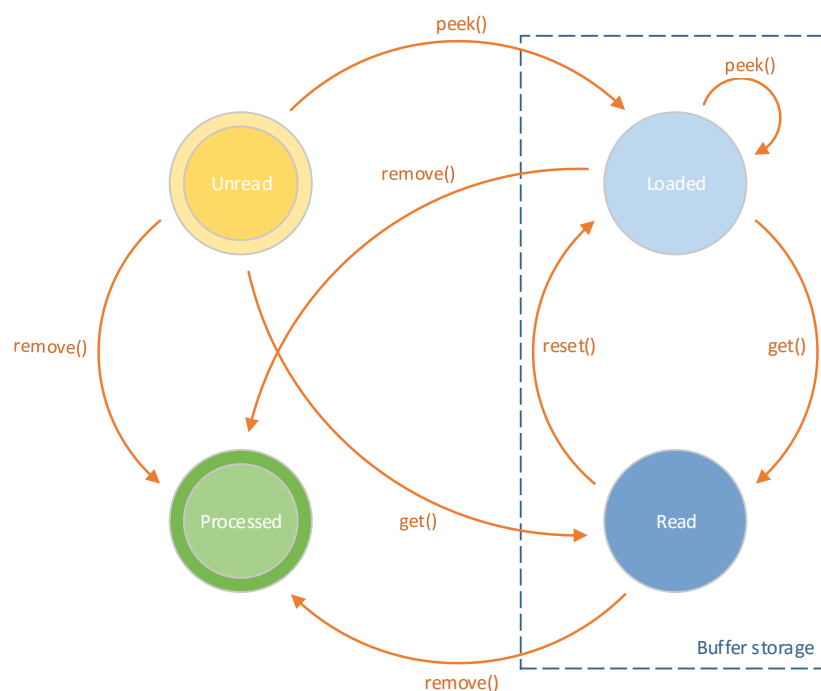 peek()
peek()
remove()
Unread
Loaded
remove()
reset()
get()
get()
Processed
Read
Buffer storage
remove()